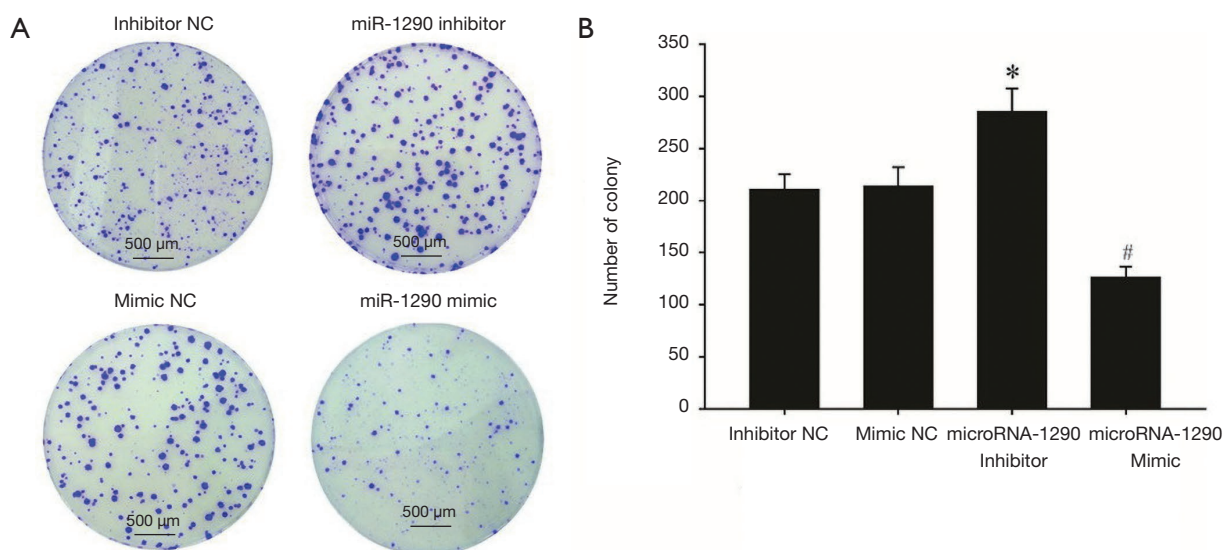 A
Inhibitor NC
miR-1290 inhibitor
500 µm
500 µm
Mimic NC
miR-1290 mimic
500 µm
500 µm
B
Number of colony
350
300
250
200
150
100
50
0
*
#
Inhibitor NC
Mimic NC
microRNA-1290
Inhibitor
microRNA-1290
Mimic